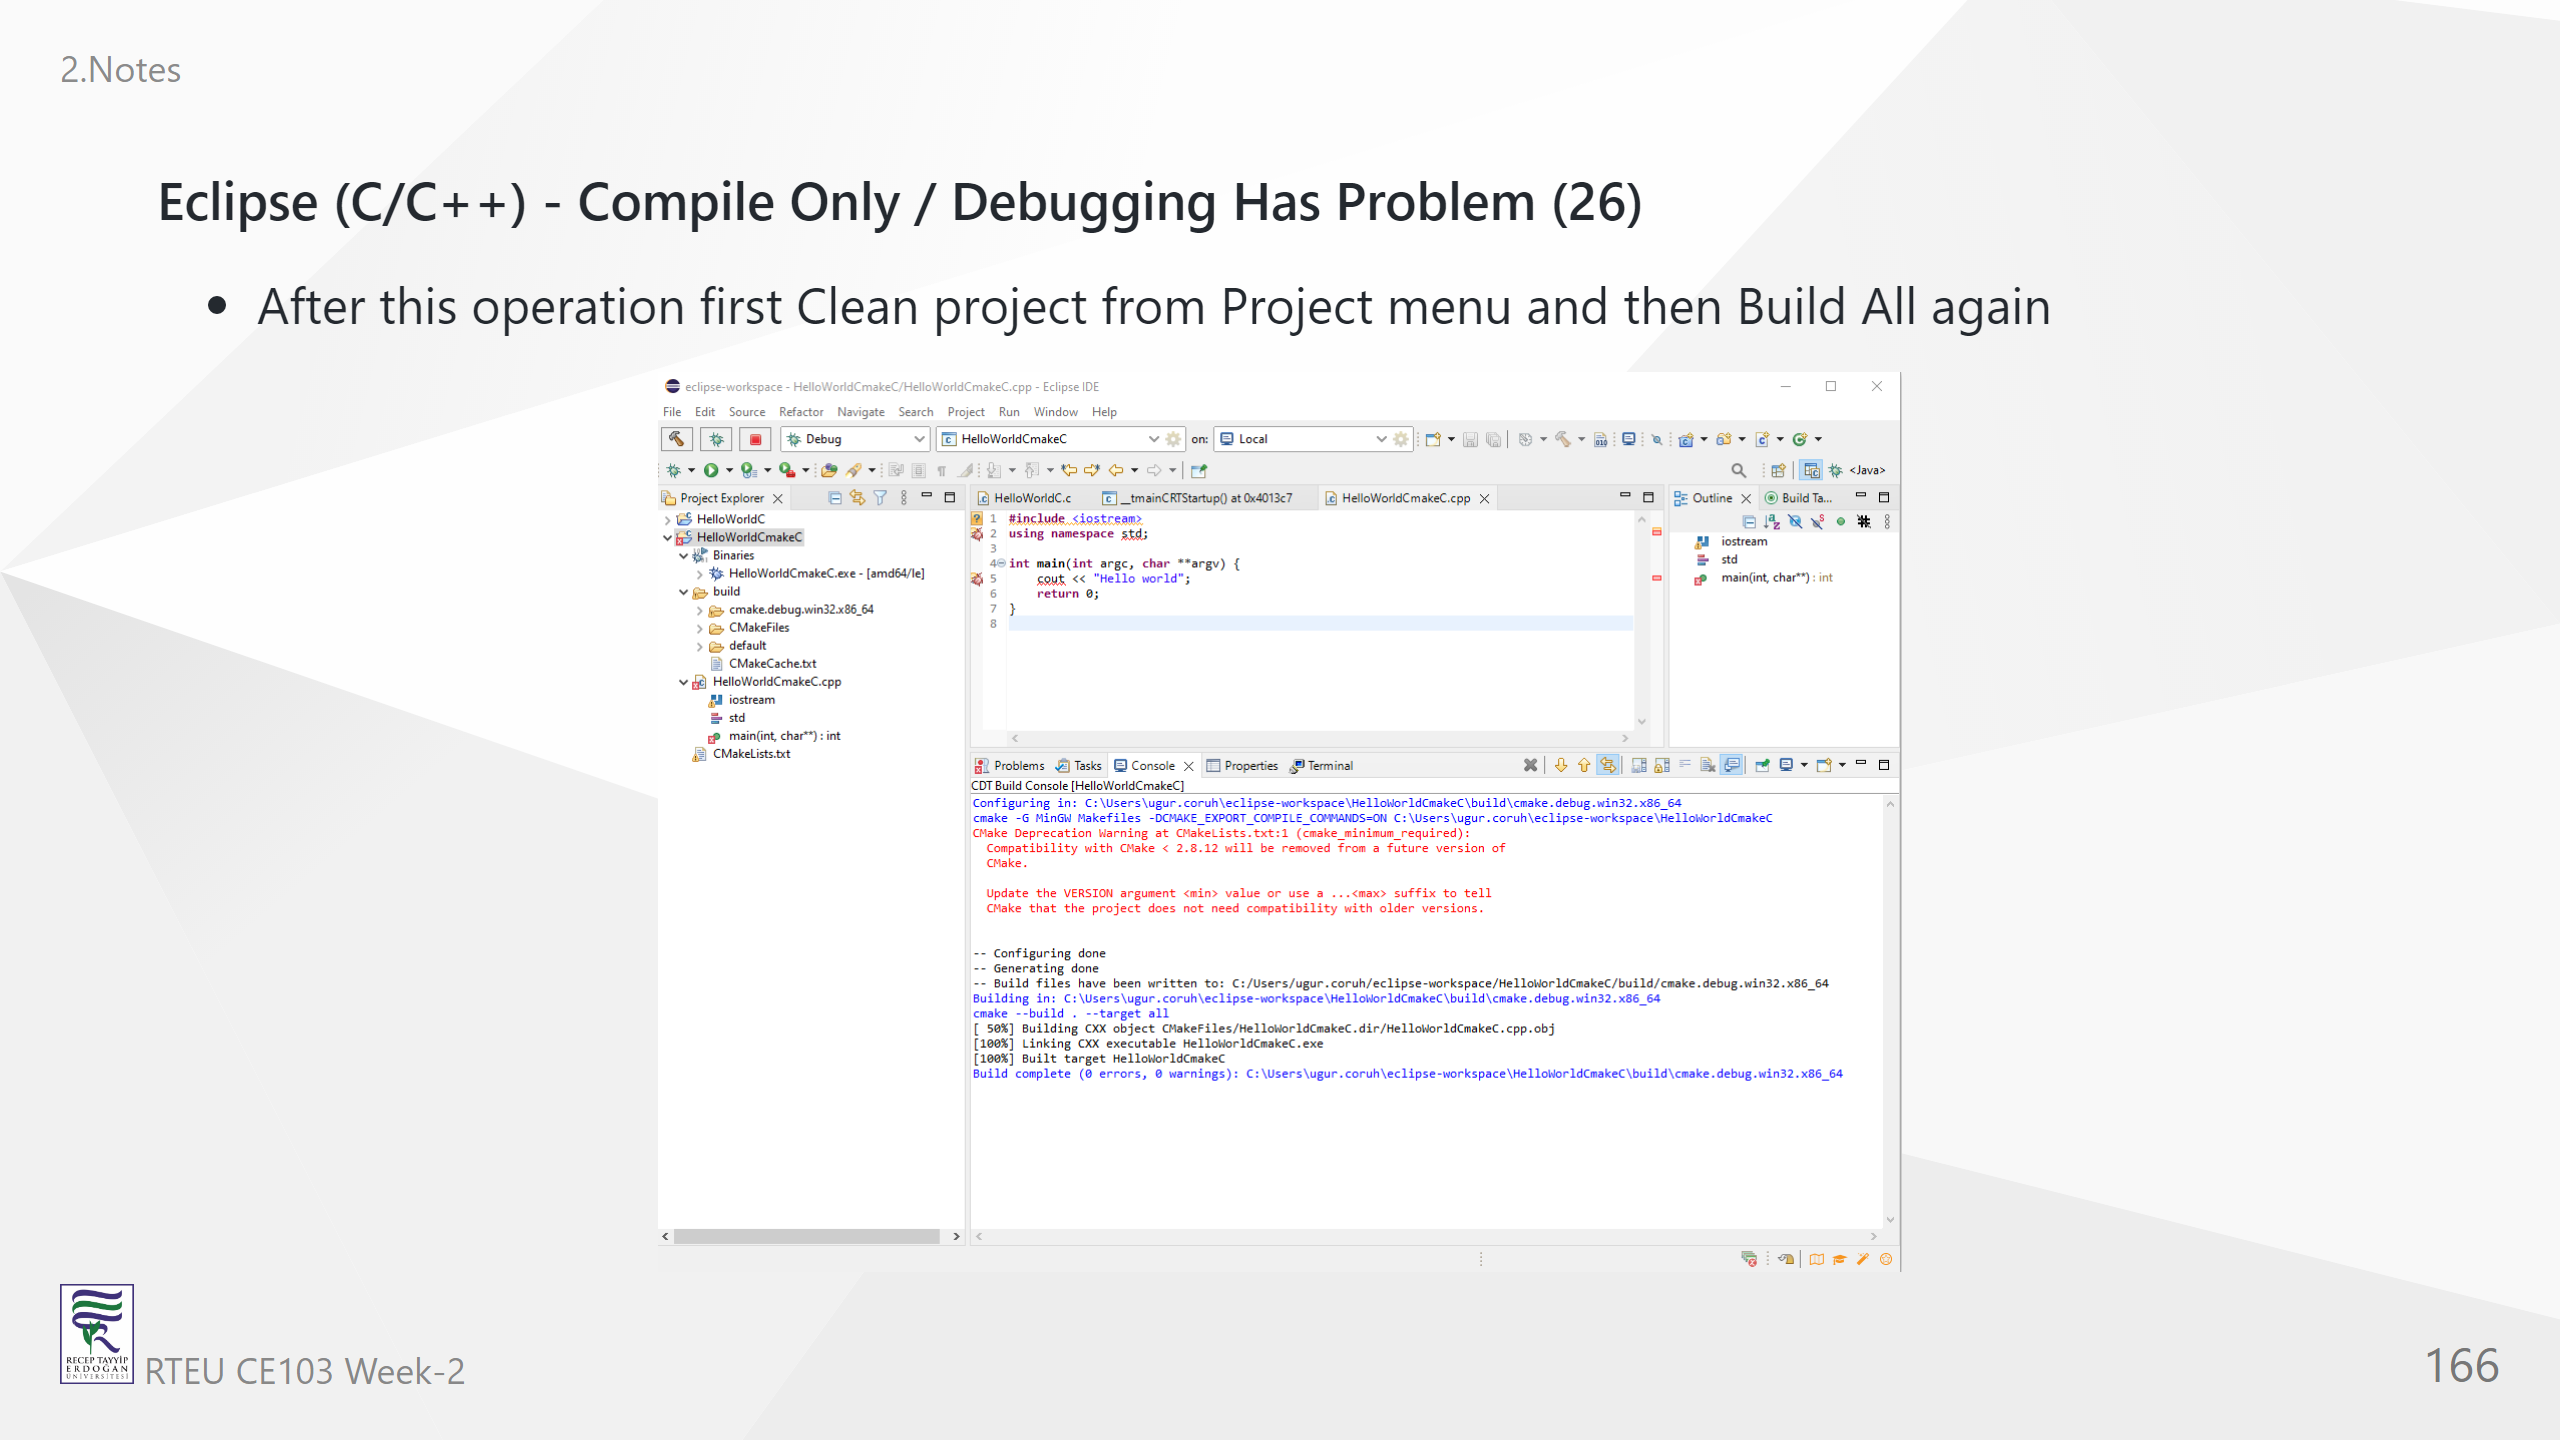 2.Notes
Eclipse (C/C++) - Compile Only / Debugging Has Problem (26)
• After this operation first Clean project from Project menu and then Build All again
eclipse-workspace - HelloWorldCmakeC/HelloWorldCmakeC.cpp - Eclipse IDE
File Edit Source Refactor Navigate Search Project Run Window Help
Debug HelloWorldCmakeC on: Local
<Java>
Project Explorer
HelloWorldC
HelloWorldCmakeC
Binaries
HelloWorldCmakeC.exe - [amd64/le]
build
cmake.debug.win32.x86_64
CMakeFiles
default
CMakeCache.txt
HelloWorldCmakeC.cpp
iostream
std
main(int, char**) : int
CMakeLists.txt
HelloWorldC.c __tmainCRTStartup() at 0x4013c7 HelloWorldCmakeC.cpp
1 #include <iostream>
2 using namespace std;
3
4 int main(int argc, char **argv) {
5 cout << "Hello world";
6 return 0;
7 }
8
Outline Build Ta...
iostream
std
main(int, char**) : int
Problems Tasks Console Properties Terminal
CDT Build Console [HelloWorldCmakeC]
Configuring in: C:\Users\ugur.coruh\eclipse-workspace\HelloWorldCmakeC\build\cmake.debug.win32.x86_64
cmake -G MinGW Makefiles -DCMAKE_EXPORT_COMPILE_COMMANDS=ON C:\Users\ugur.coruh\eclipse-workspace\HelloWorldCmakeC
CMake Deprecation Warning at CMakeLists.txt:1 (cmake_minimum_required):
Compatibility with CMake < 2.8.12 will be removed from a future version of
CMake.
Update the VERSION argument <min> value or use a ...<max> suffix to tell
CMake that the project does not need compatibility with older versions.
-- Configuring done
-- Generating done
-- Build files have been written to: C:/Users/ugur.coruh/eclipse-workspace/HelloWorldCmakeC/build/cmake.debug.win32.x86_64
Building in: C:\Users\ugur.coruh\eclipse-workspace\HelloWorldCmakeC\build\cmake.debug.win32.x86_64
cmake --build . --target all
[ 50%] Building CXX object CMakeFiles/HelloWorldCmakeC.dir/HelloWorldCmakeC.cpp.obj
[100%] Linking CXX executable HelloWorldCmakeC.exe
[100%] Built target HelloWorldCmakeC
Build complete (0 errors, 0 warnings): C:\Users\ugur.coruh\eclipse-workspace\HelloWorldCmakeC\build\cmake.debug.win32.x86_64
RECEP TAYYİP
ERDOĞAN
ÜNİVERSİTESİ
RTEU CE103 Week-2
166